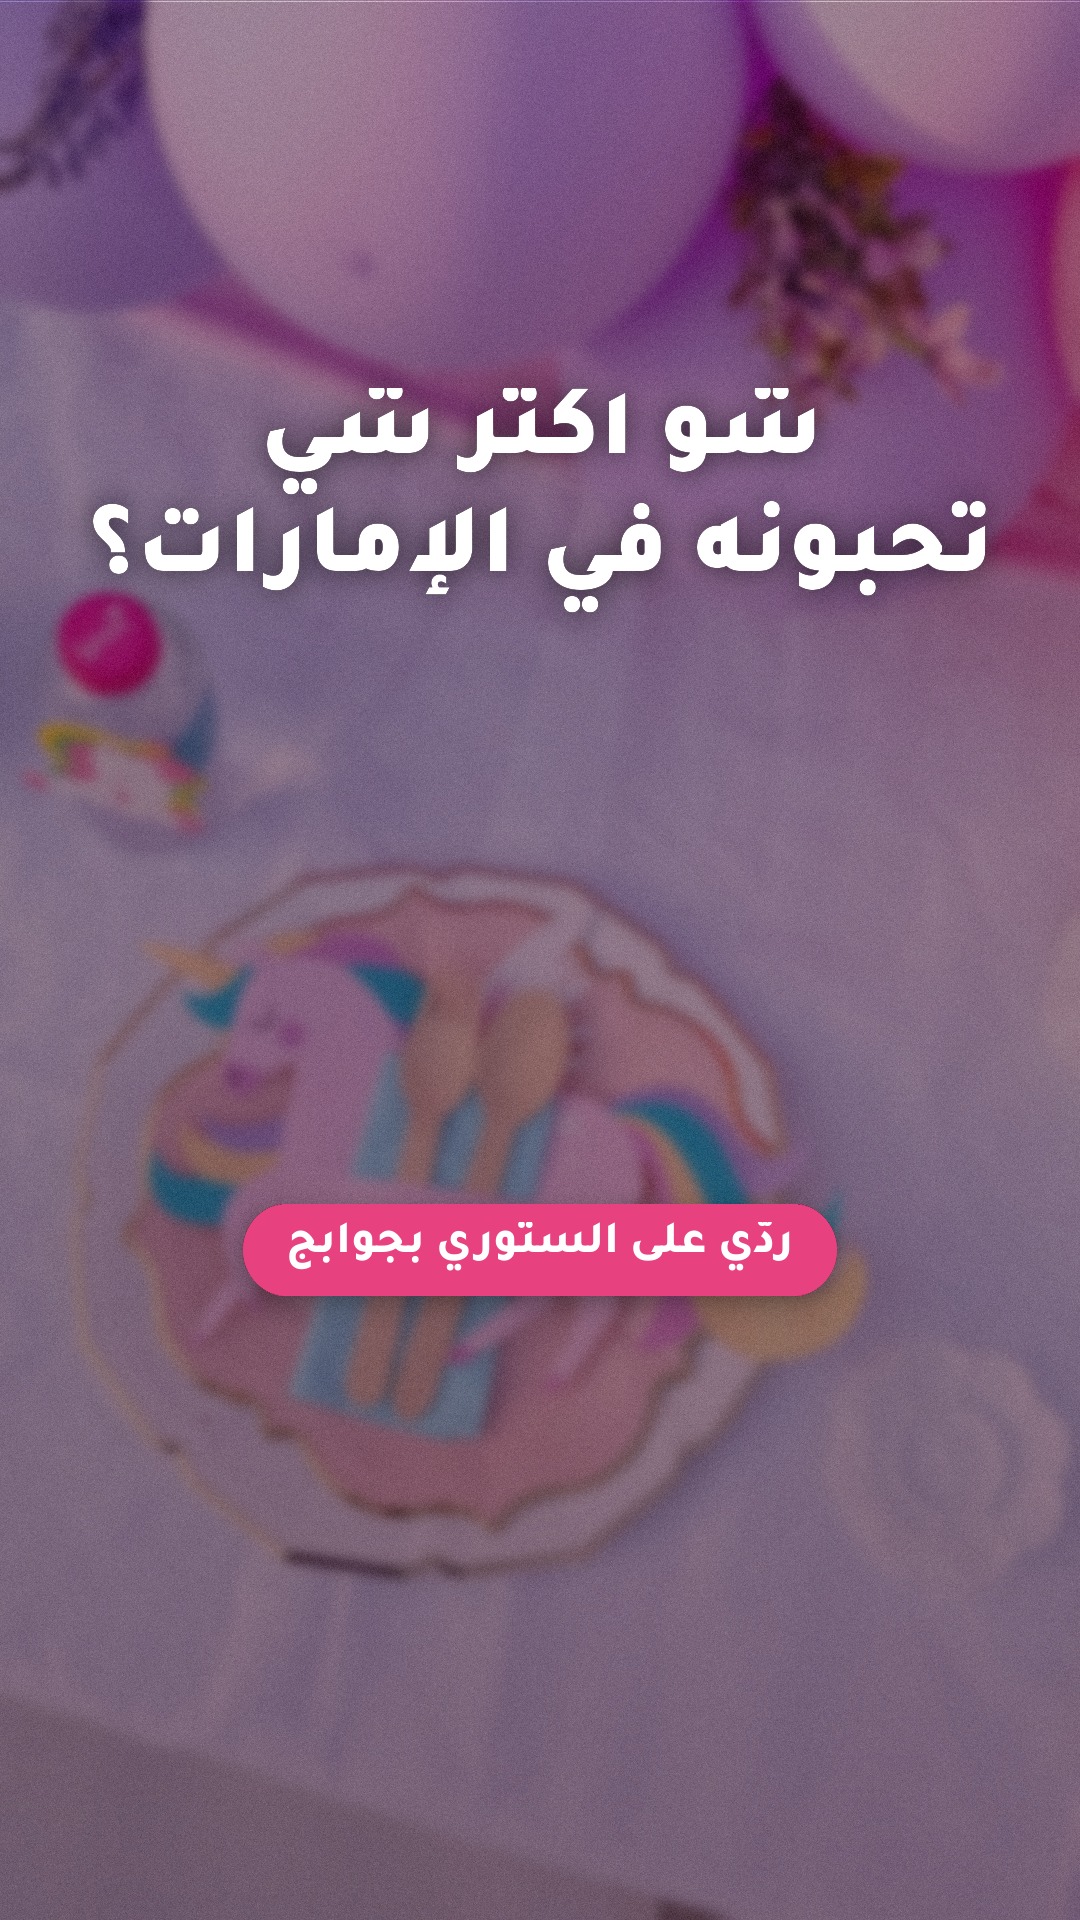 شو اكتر شي
تحبونه في الإمارات؟
ردّي على الستوري بجوابج